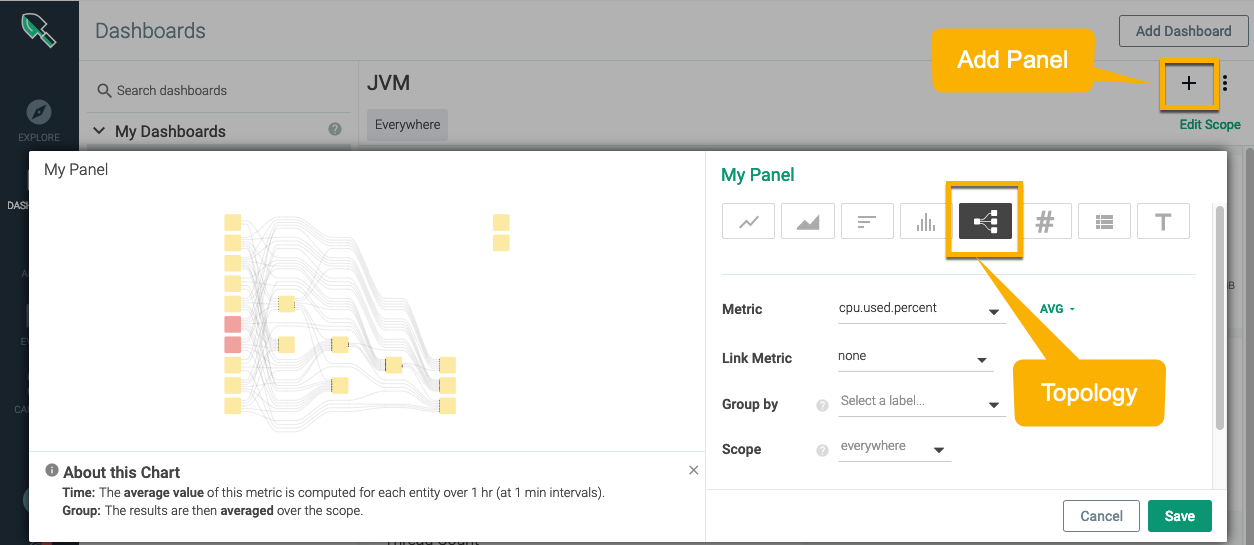 Dashboards
Add Dashboard
Add Panel
Search dashboards
JVM
EXPLORE
My Dashboards
Everywhere
Edit Scope
My Panel
My Panel
#
T
Metric
cpu.used.percent
AVG
Link Metric
none
Topology
Group by
Select a label...
Scope
everywhere
About this Chart
Time: The average value of this metric is computed for each entity over 1 hr (at 1 min intervals).
Group: The results are then averaged over the scope.
Cancel
Save